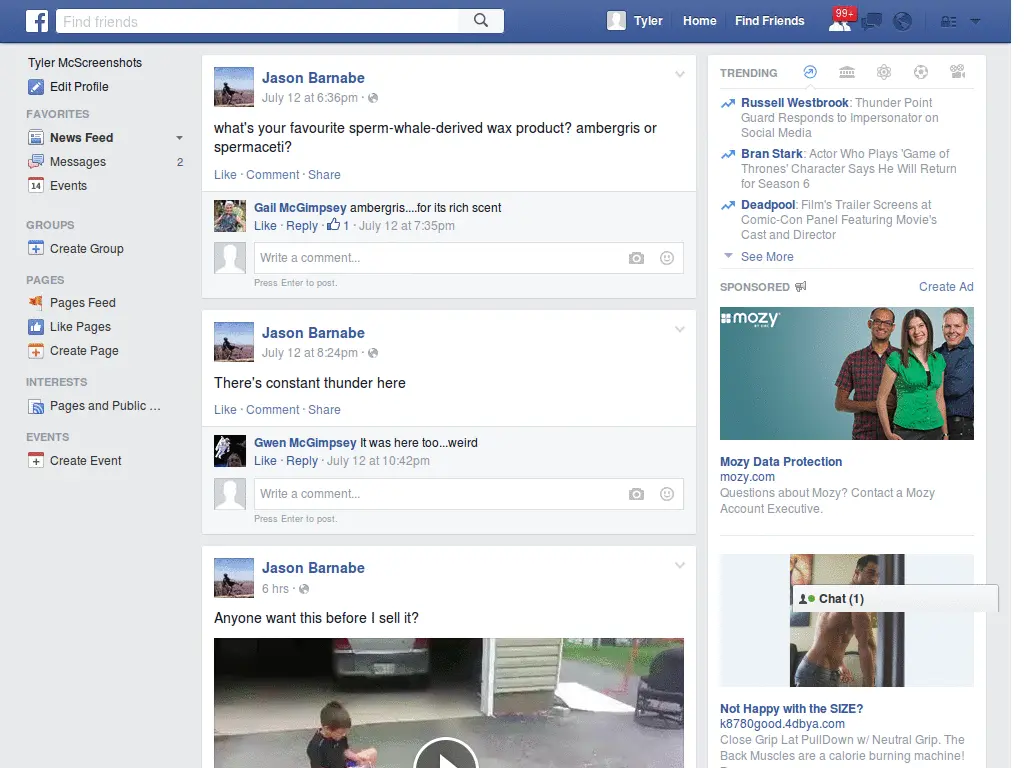 Find friends
Tyler Home Find Friends 99+
Tyler McScreenshots
Edit Profile
FAVORITES
News Feed
Messages 2
14 Events
GROUPS
Create Group
PAGES
Pages Feed
Like Pages
Create Page
INTERESTS
Pages and Public ...
EVENTS
Create Event
Jason Barnabe
July 12 at 6:36pm ·
what's your favourite sperm-whale-derived wax product? ambergris or
spermaceti?
Like · Comment · Share
Gail McGimpsey ambergris....for its rich scent
Like · Reply · 1 · July 12 at 7:35pm
Write a comment...
Press Enter to post.
Jason Barnabe
July 12 at 8:24pm ·
There's constant thunder here
Like · Comment · Share
Gwen McGimpsey It was here too...weird
Like · Reply · July 12 at 10:42pm
Write a comment...
Press Enter to post.
Jason Barnabe
6 hrs ·
Anyone want this before I sell it?
TRENDING
Russell Westbrook: Thunder Point
Guard Responds to Impersonator on
Social Media
Bran Stark: Actor Who Plays 'Game of
Thrones' Character Says He Will Return
for Season 6
Deadpool: Film's Trailer Screens at
Comic-Con Panel Featuring Movie's
Cast and Director
See More
SPONSORED Create Ad
mozy
BY EMC
Mozy Data Protection
mozy.com
Questions about Mozy? Contact a Mozy
Account Executive.
Chat (1)
Not Happy with the SIZE?
k8780good.4dbya.com
Close Grip Lat PullDown w/ Neutral Grip. The
Back Muscles are a calorie burning machine!